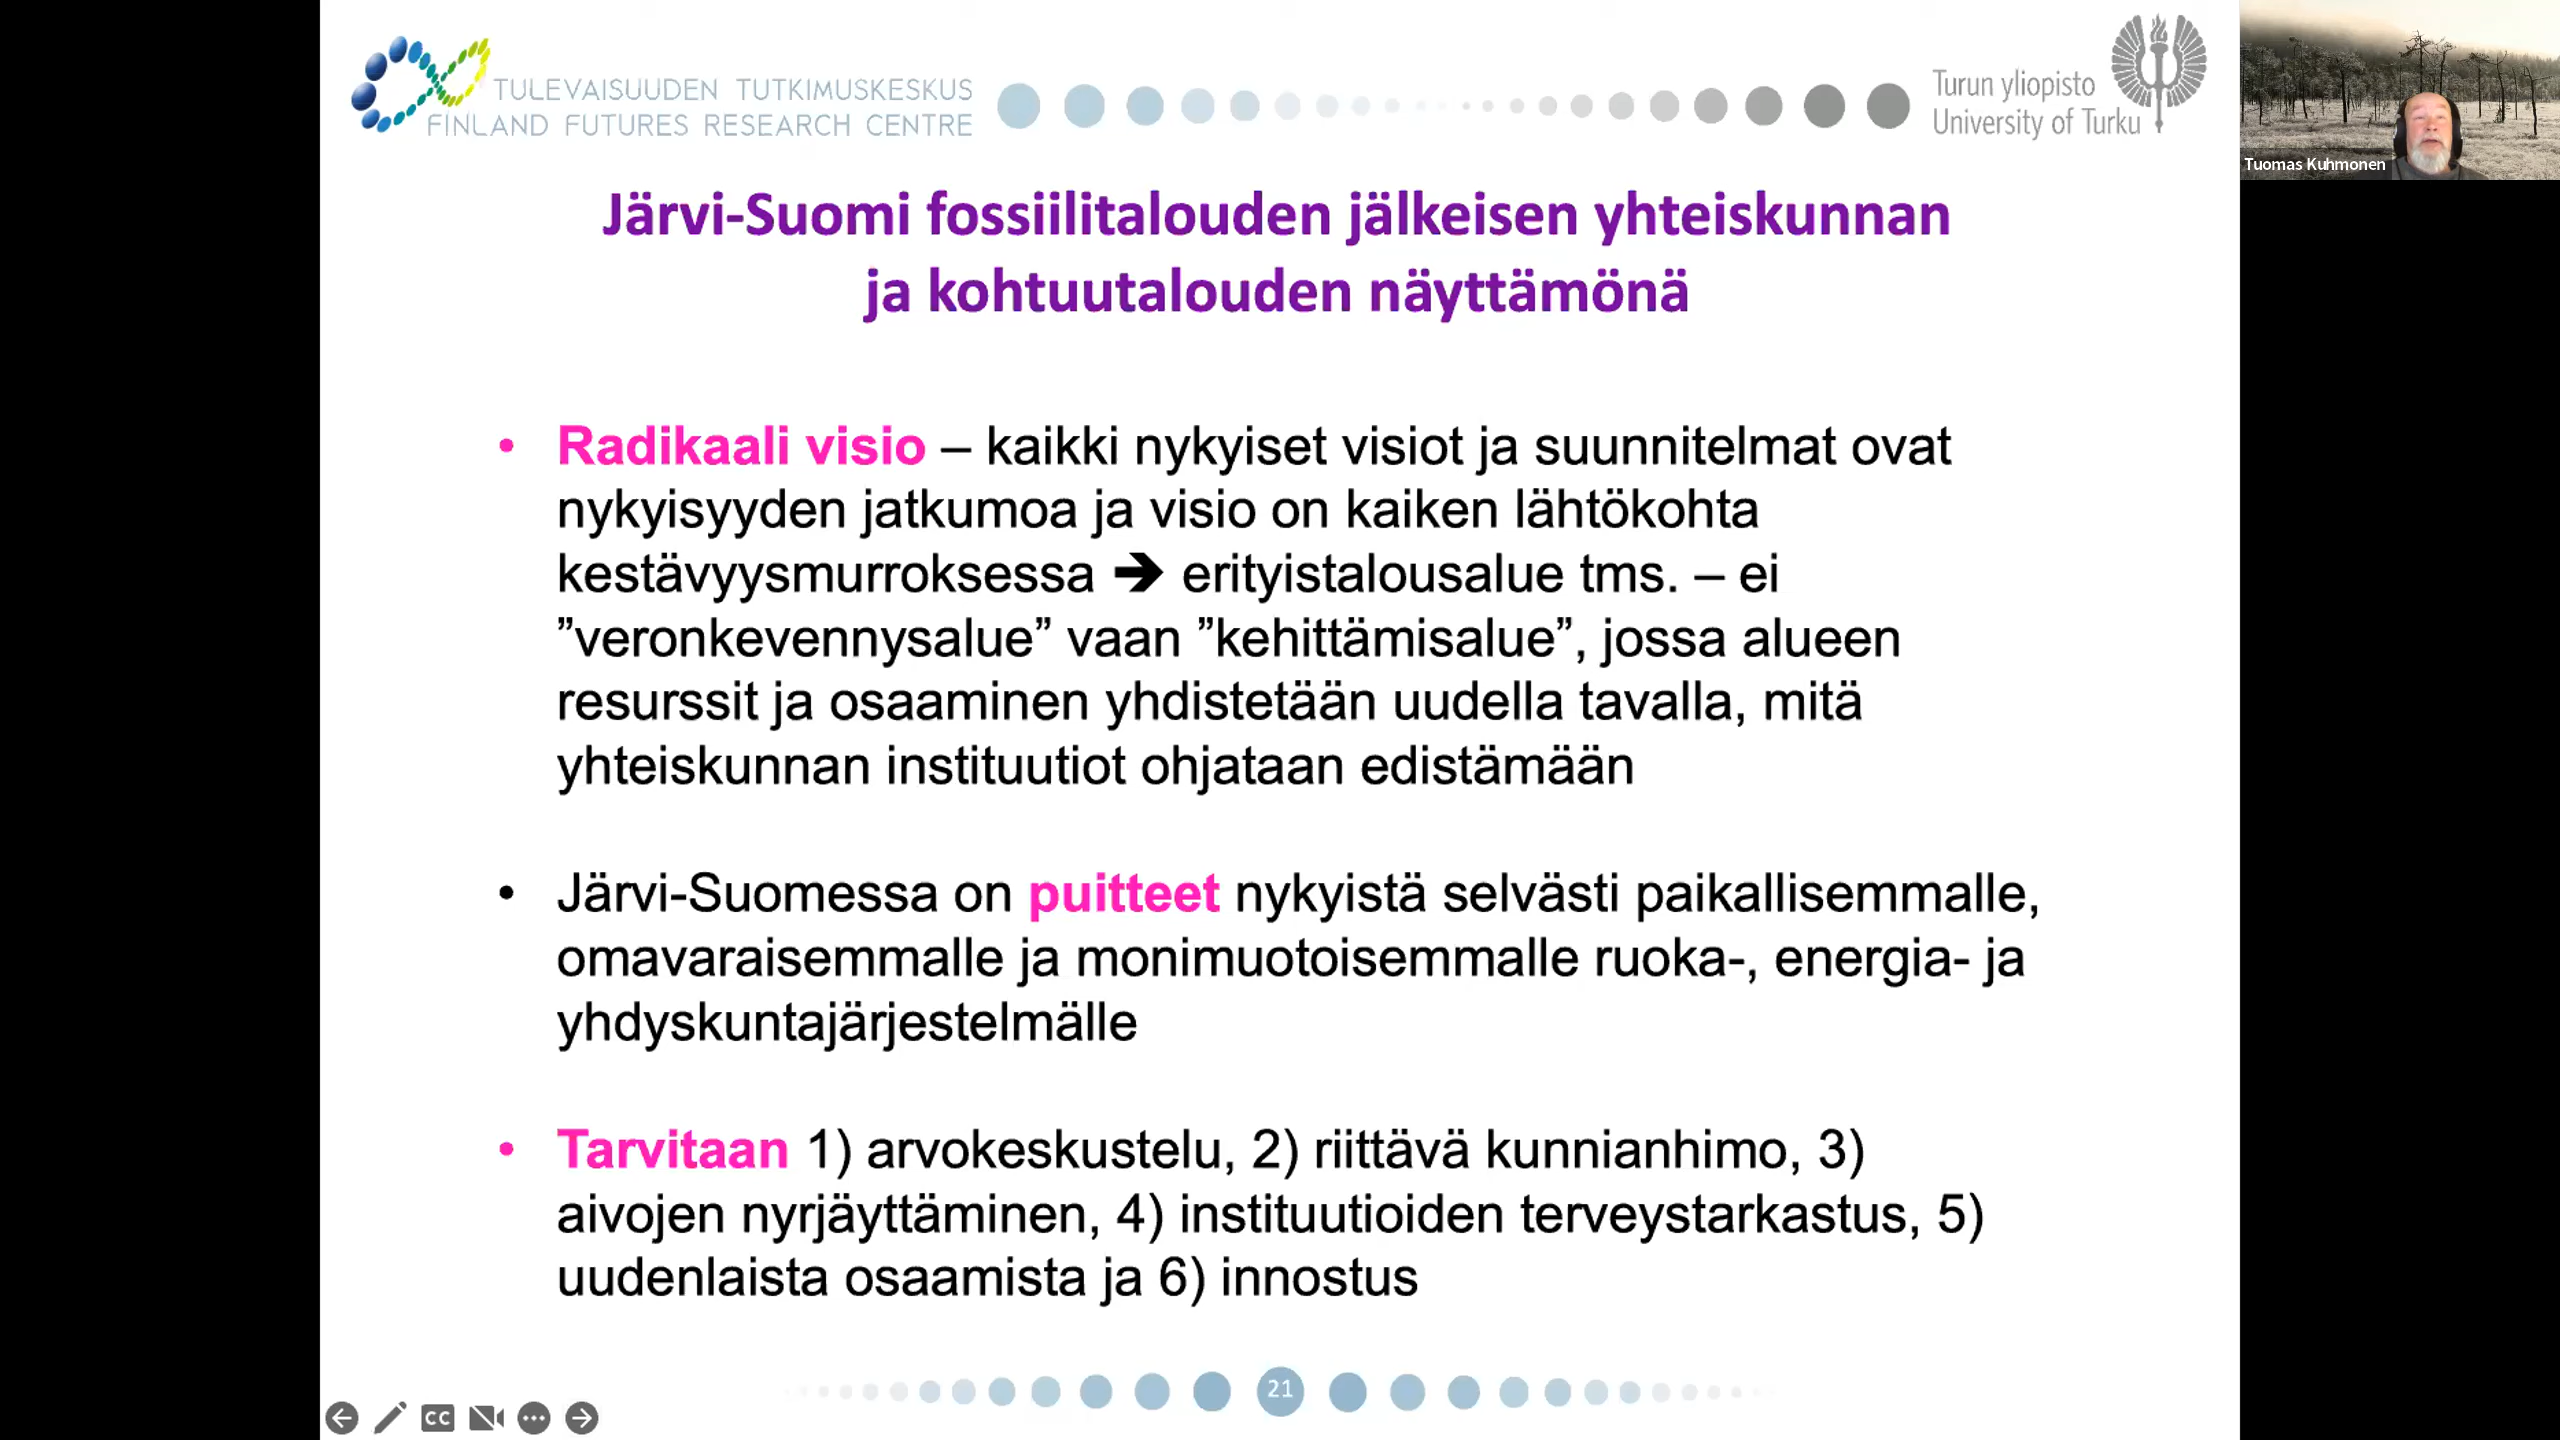 TULEVAISUUDEN TUTKIMUSKESKUS
FINLAND FUTURES RESEARCH CENTRE
Turun yliopisto
University of Turku
Tuomas Kuhmonen
Järvi-Suomi fossiilitalouden jälkeisen yhteiskunnan
ja kohtuutalouden näyttämönä
• Radikaali visio – kaikki nykyiset visiot ja suunnitelmat ovat
nykyisyyden jatkumoa ja visio on kaiken lähtökohta
kestävyysmurroksessa ➔ erityistalousalue tms. – ei
”veronkevennysalue” vaan ”kehittämisalue”, jossa alueen
resurssit ja osaaminen yhdistetään uudella tavalla, mitä
yhteiskunnan instituutiot ohjataan edistämään
• Järvi-Suomessa on puitteet nykyistä selvästi paikallisemmalle,
omavaraisemmalle ja monimuotoisemmalle ruoka-, energia- ja
yhdyskuntajärjestelmälle
• Tarvitaan 1) arvokeskustelu, 2) riittävä kunnianhimo, 3)
aivojen nyrjäyttäminen, 4) instituutioiden terveystarkastus, 5)
uudenlaista osaamista ja 6) innostus
21
CC